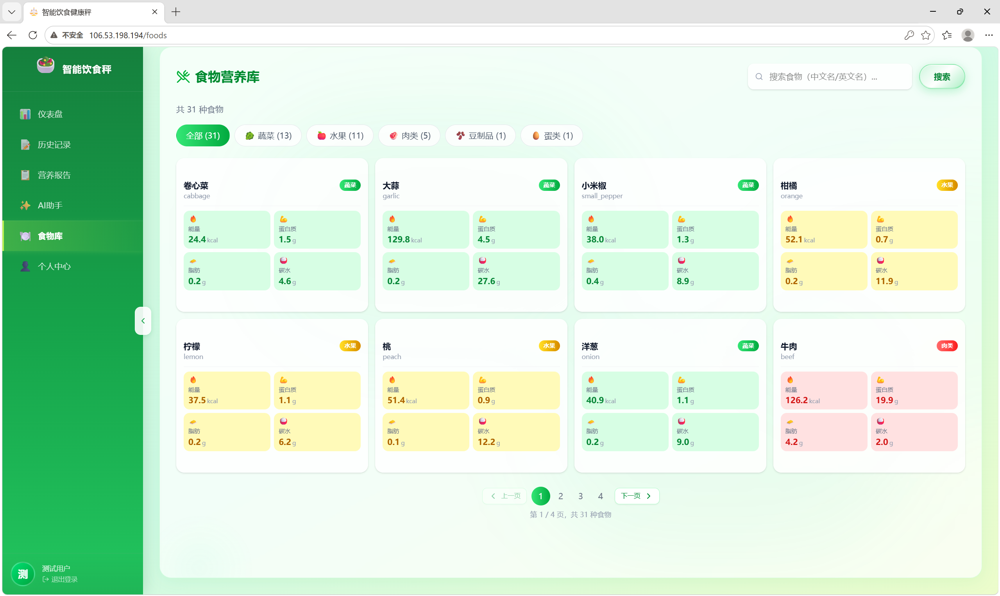 智能饮食健康秤
不安全 106.53.198.194/foods
智能饮食秤
仪表盘
历史记录
营养报告
AI助手
食物库
个人中心
测
测试用户
退出登录
食物营养库
搜索食物（中文名/英文名）...
搜索
共 31 种食物
全部 (31)
蔬菜 (13)
水果 (11)
肉类 (5)
豆制品 (1)
蛋类 (1)
卷心菜
蔬菜
cabbage
能量
24.4 kcal
蛋白质
1.5 g
脂肪
0.2 g
碳水
4.6 g
大蒜
蔬菜
garlic
能量
129.8 kcal
蛋白质
4.5 g
脂肪
0.2 g
碳水
27.6 g
小米椒
蔬菜
small_pepper
能量
38.0 kcal
蛋白质
1.3 g
脂肪
0.4 g
碳水
8.9 g
柑橘
水果
orange
能量
52.1 kcal
蛋白质
0.7 g
脂肪
0.2 g
碳水
11.9 g
柠檬
水果
lemon
能量
37.5 kcal
蛋白质
1.1 g
脂肪
0.2 g
碳水
6.2 g
桃
水果
peach
能量
51.4 kcal
蛋白质
0.9 g
脂肪
0.1 g
碳水
12.2 g
洋葱
蔬菜
onion
能量
40.9 kcal
蛋白质
1.1 g
脂肪
0.2 g
碳水
9.0 g
牛肉
肉类
beef
能量
126.2 kcal
蛋白质
19.9 g
脂肪
4.2 g
碳水
2.0 g
上一页 1 2 3 4 下一页
第 1 / 4 页，共 31 种食物